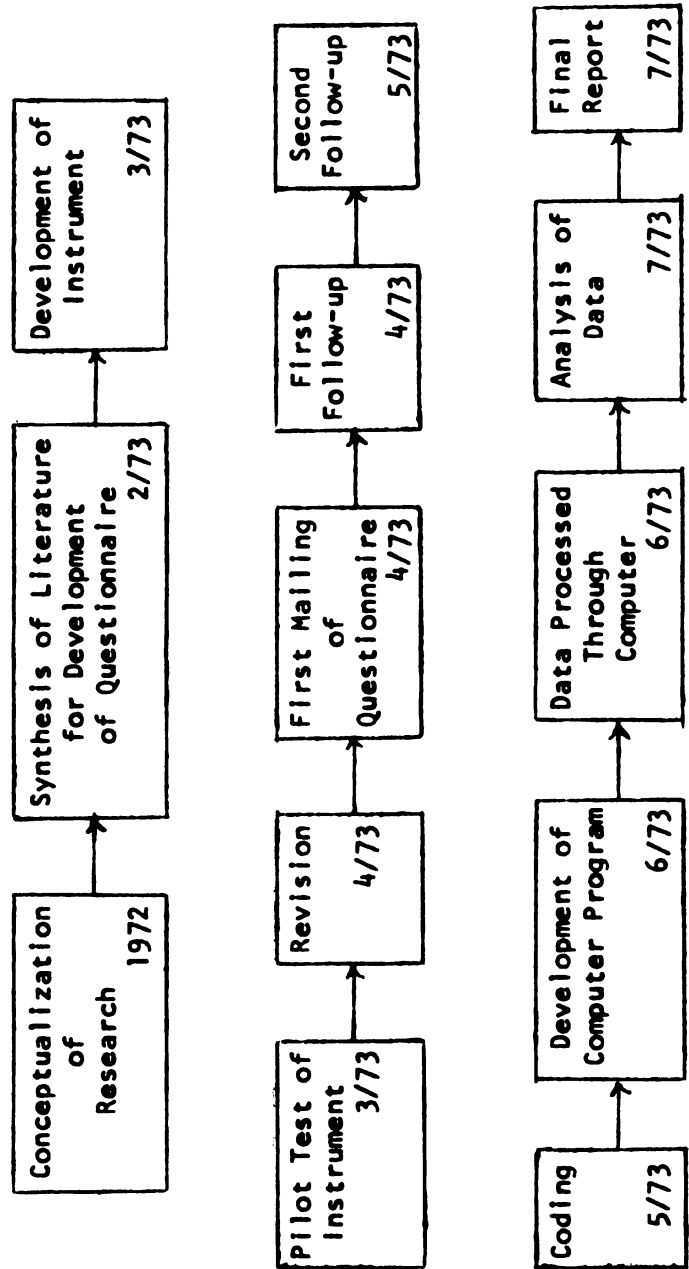 Conceptualization
of
Research
1972
Synthesis of Literature
for Development
of Questionnaire
2/73
Development of
Instrument
3/73
Pilot Test of
Instrument
3/73
Revision
4/73
First Mailing
of
Questionnaire
4/73
First
Follow-up
4/73
Second
Follow-up
5/73
Coding
5/73
Development of
Computer Program
6/73
Data Processed
Through
Computer
6/73
Analysis of
Data
7/73
Final
Report
7/73